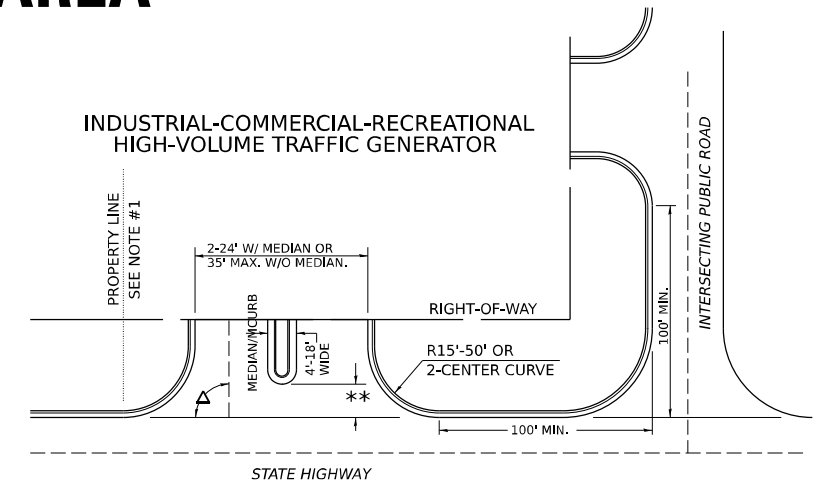 AREA
INDUSTRIAL-COMMERCIAL-RECREATIONAL
HIGH-VOLUME TRAFFIC GENERATOR
PROPERTY LINE
SEE NOTE #1
2-24' W/ MEDIAN OR
35' MAX. W/O MEDIAN.
MEDIAN/MCURB
4'-18'
WIDE
**
RIGHT-OF-WAY
R15'-50' OR
2-CENTER CURVE
100' MIN.
100' MIN.
INTERSECTING PUBLIC ROAD
STATE HIGHWAY